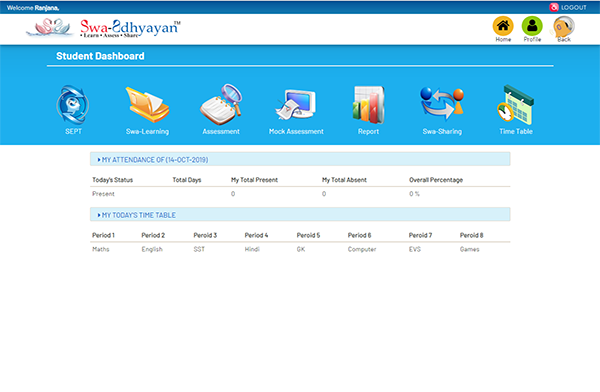 Welcome Ranjana,
LOGOUT
Swa-Adhyayan™
• Learn • Assess • Share•
Home Profile Back
Student Dashboard
SEPT Swa-Learning Assessment Mock Assessment Report Swa-Sharing Time Table
MY ATTENDANCE OF (14-OCT-2019)
Today's Status Total Days My Total Present My Total Absent Overall Percentage
Present 0 0 0 %
MY TODAY'S TIME TABLE
Period 1 Period 2 Peroid 3 Period 4 Peroid 5 Period 6 Period 7 Peroid 8
Maths English SST Hindi GK Computer EVS Games